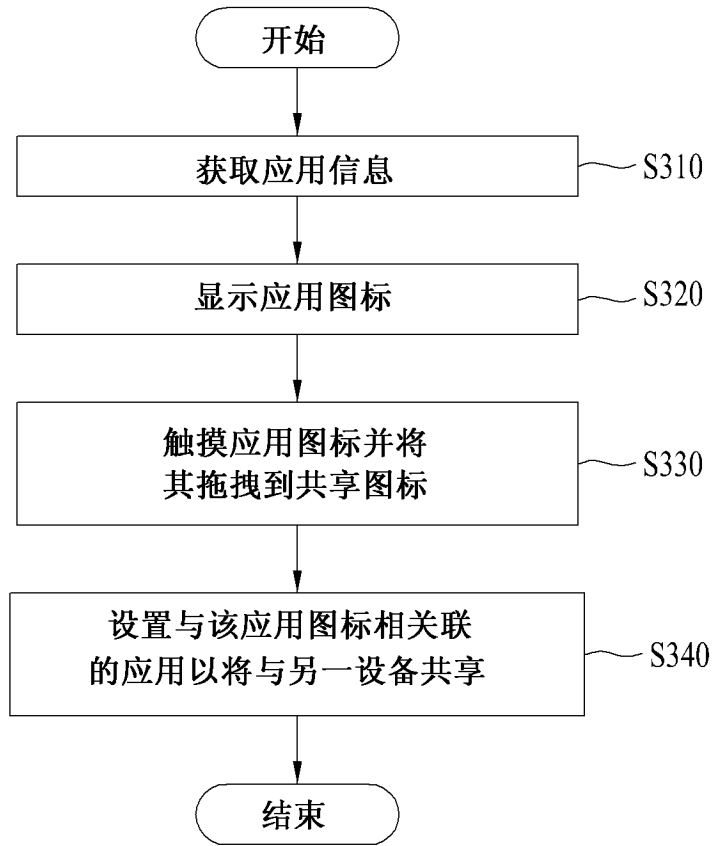 开始
获取应用信息
S310
显示应用图标
S320
触摸应用图标并将
其拖拽到共享图标
S330
设置与该应用图标相关联
的应用以将与另一设备共享
S340
结束